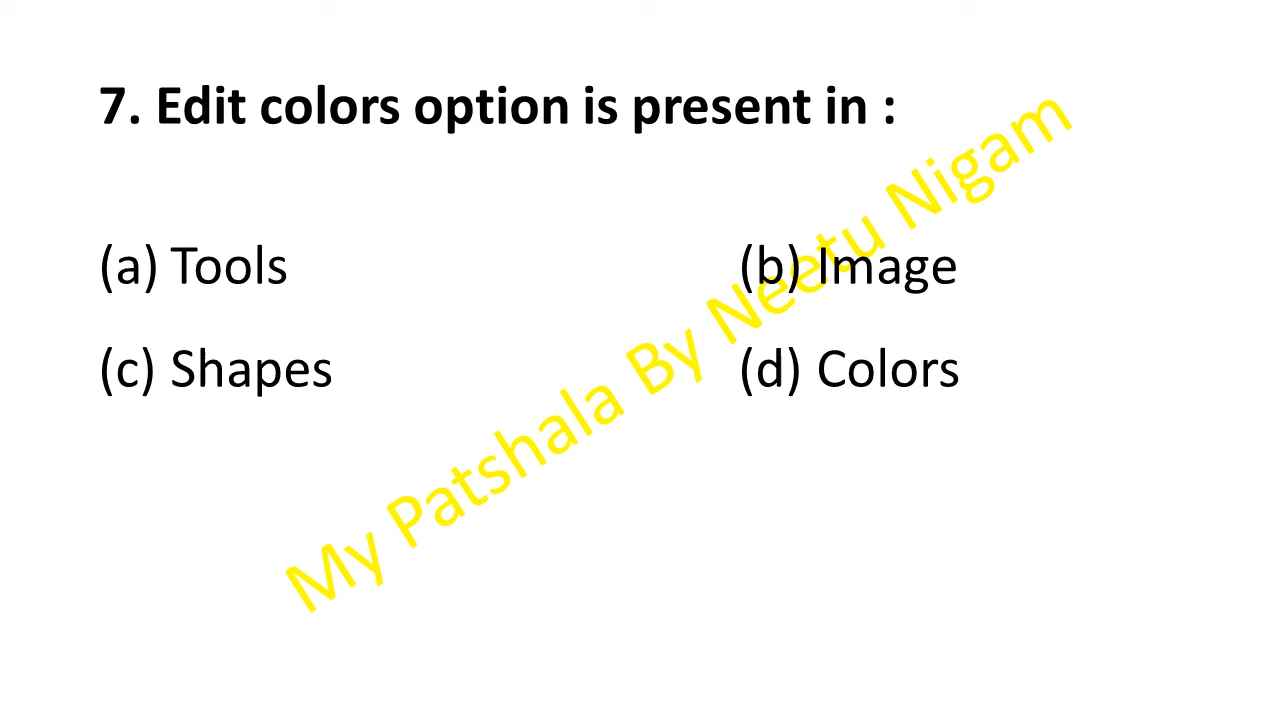 7. Edit colors option is present in :
(a) Tools (b) Image
(c) Shapes (d) Colors
My Patshala By Neetu Nigam